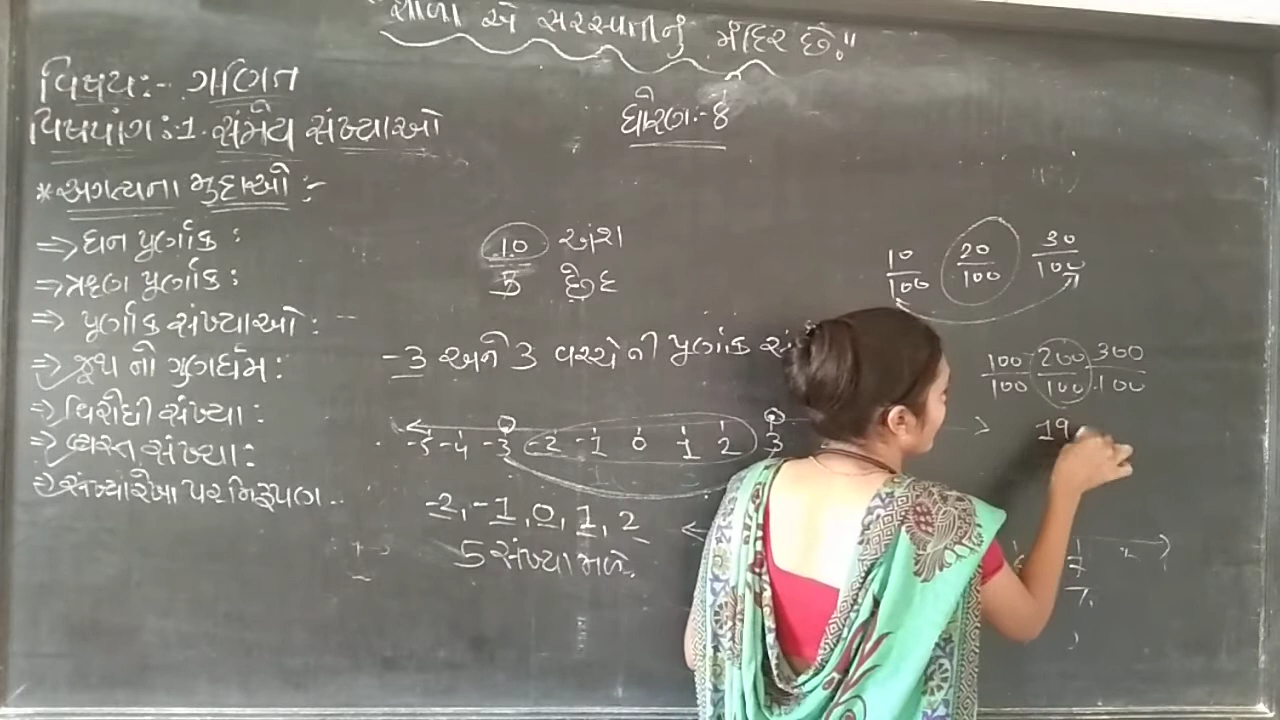 "શાળા એ સરસ્વતીનું મંદિર છે."
વિષય:- ગણિત
ધોરણ:-૮
વિષયાંગ:-1. સંમેય સંખ્યાઓ
*અગત્યના મુદ્દાઓ:-
⇒ ધન પૂર્ણાંક:
⇒ ઋણ પૂર્ણાંક:
⇒ પૂર્ણાંક સંખ્યાઓ:-
⇒ જૂથ નો ગુણધર્મ:
⇒ વિરોધી સંખ્યા:
⇒ વ્યસ્ત સંખ્યા:
⇒ સંખ્યારેખા પર નિરૂપણ
10 અંશ
છેદ
-3 અને 3 વચ્ચે ની પૂર્ણાંક
-5 -4 -3 -2 -1 0 1 2 3
-2, -1, 0, 1, 2
5 સંખ્યા મળે.
10 20 30
100 100 100
100 200 300
100 100 100
19
7